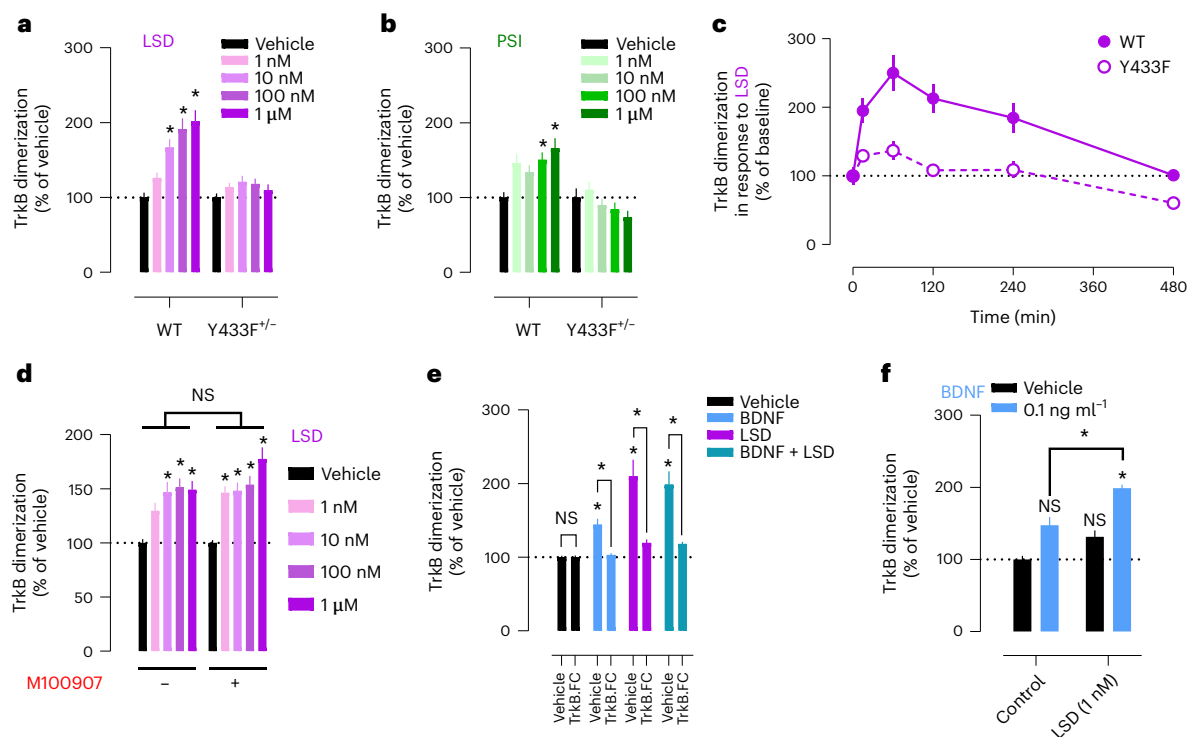 a
LSD
Vehicle
1 nM
10 nM
100 nM
1 µM
TrkB dimerization
(% of vehicle)
300
200
100
0
* * *
WT
Y433F+/−
b
PSI
Vehicle
1 nM
10 nM
100 nM
1 µM
TrkB dimerization
(% of vehicle)
300
200
100
0
* *
WT
Y433F+/−
c
WT
Y433F
TrkB dimerization
in response to LSD
(% of baseline)
300
200
100
0
0
120
240
360
480
Time (min)
d
NS
LSD
Vehicle
1 nM
10 nM
100 nM
1 µM
TrkB dimerization
(% of vehicle)
200
150
100
50
0
* * *
* * * *
M100907
−
+
e
Vehicle
BDNF
LSD
BDNF + LSD
TrkB dimerization
(% of vehicle)
300
200
100
0
NS
* *
* *
* *
Vehicle
TrkB.FC
Vehicle
TrkB.FC
Vehicle
TrkB.FC
Vehicle
TrkB.FC
f
BDNF
Vehicle
0.1 ng ml−1
TrkB dimerization
(% of vehicle)
300
200
100
0
*
NS
NS
*
Control
LSD (1 nM)